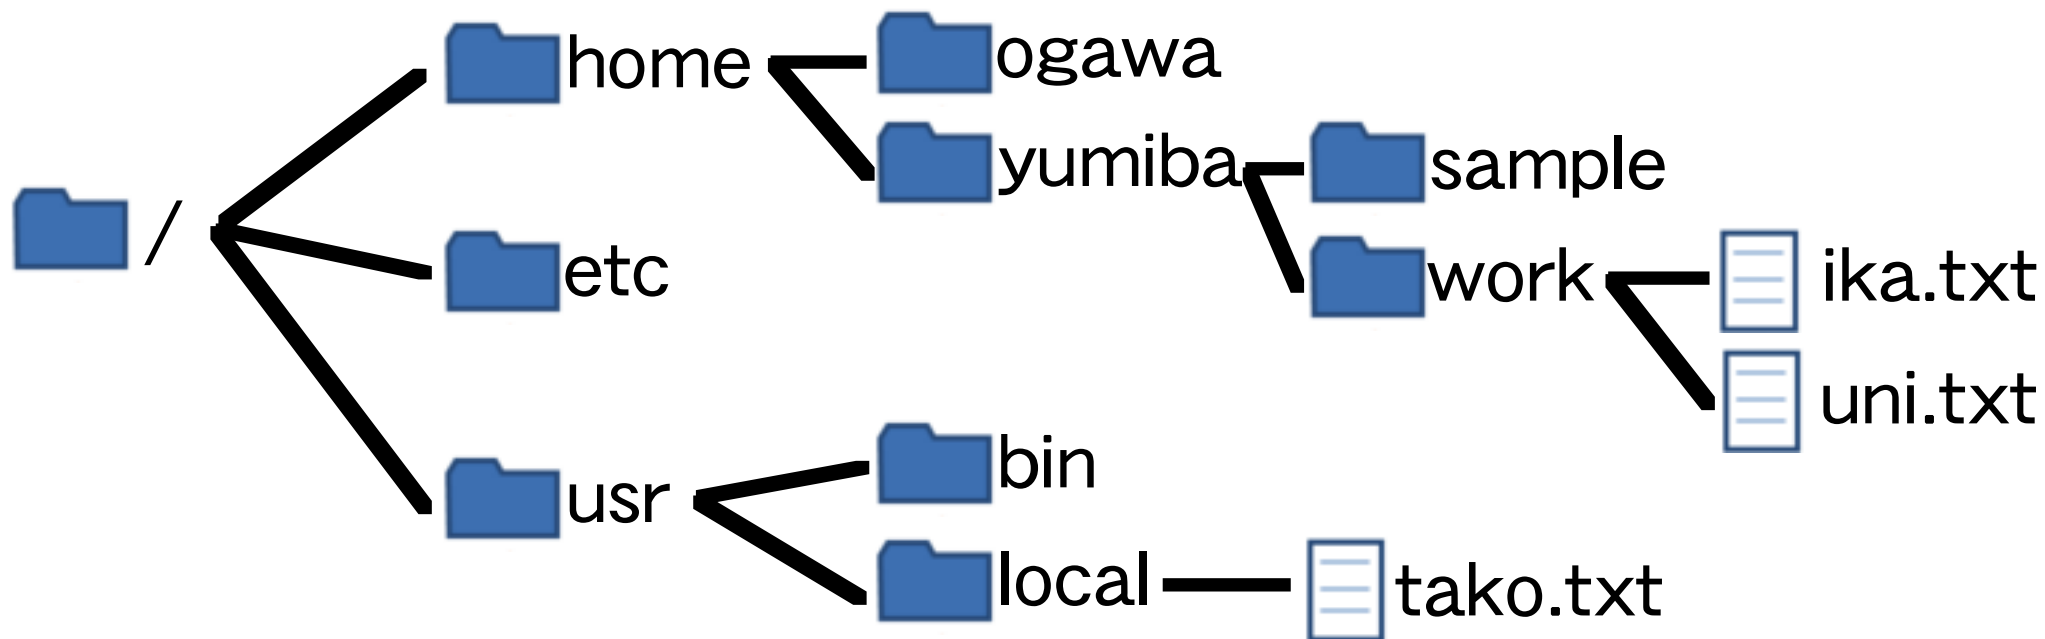 /
home
ogawa
yumiba
sample
work
ika.txt
uni.txt
etc
usr
bin
local
tako.txt